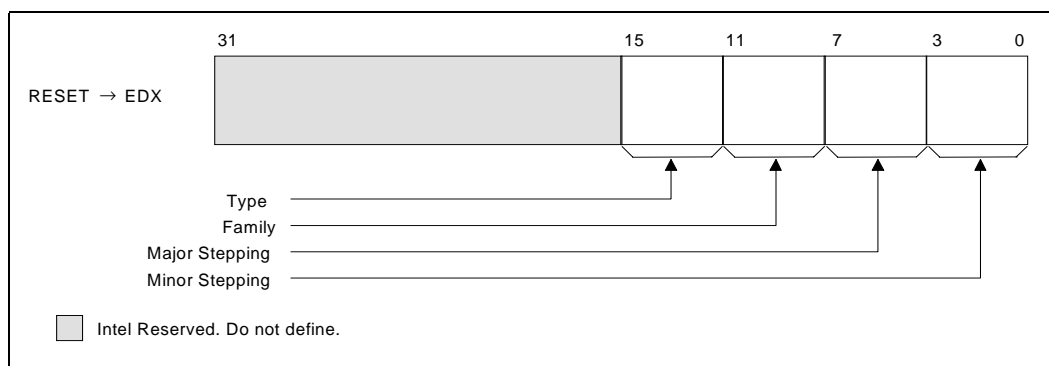 31 15 11 7 3 0
RESET → EDX
Type
Family
Major Stepping
Minor Stepping
Intel Reserved. Do not define.